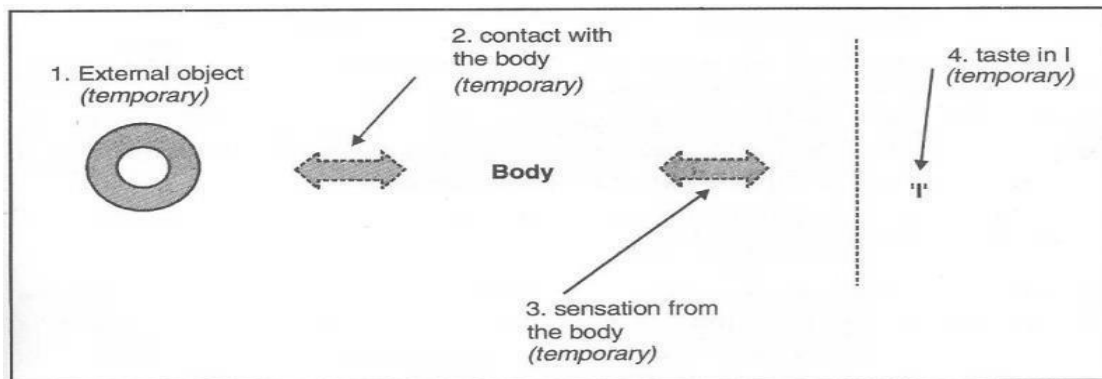 1. External object
(temporary)
2. contact with
the body
(temporary)
Body
3. sensation from
the body
(temporary)
4. taste in I
(temporary)
'I'